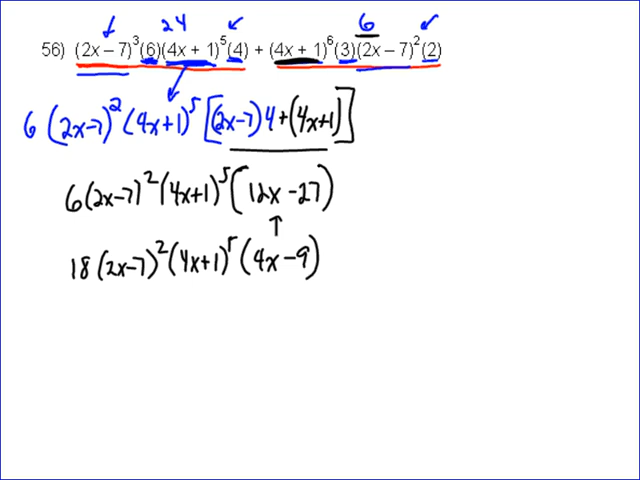 24 6
56) (2x – 7)³(6)(4x + 1)⁵(4) + (4x + 1)⁶(3)(2x – 7)²(2)
6 (2x-7)² (4x+1)⁵ [(2x-7)4+(4x+1)]
6(2x-7)²(4x+1)⁵(12x-27)
18(2x-7)²(4x+1)⁵(4x-9)